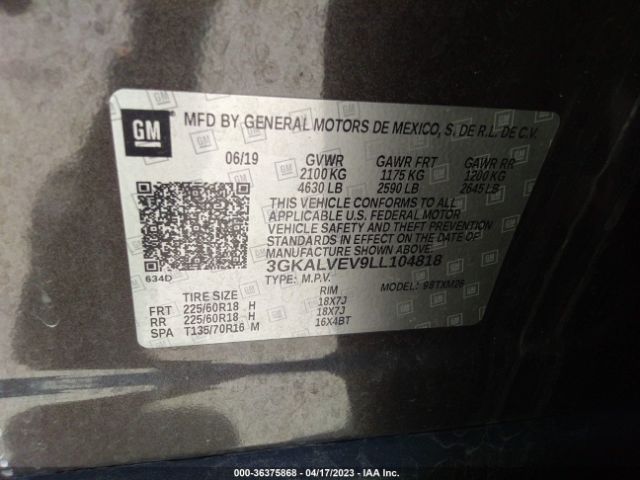 GM
MFD BY GENERAL MOTORS DE MEXICO, S. DE R.L. DE C.V.
06/19 GVWR GAWR FRT GAWR RR
2100 KG 1175 KG 1200 KG
4630 LB 2590 LB 2645 LB
THIS VEHICLE CONFORMS TO ALL
APPLICABLE U.S. FEDERAL MOTOR
VEHICLE SAFETY AND THEFT PREVENTION
STANDARDS IN EFFECT ON THE DATE OF
MANUFACTURE SHOWN ABOVE.
634D 3GKALVEV9LL104818
TYPE: M.P.V. MODEL: 98TXM26
TIRE SIZE RIM
FRT 225/60R18 H 18X7J
RR 225/60R18 H 18X7J
SPA T135/70R16 M 16X4BT
000-36375868 - 04/17/2023 - IAA Inc.